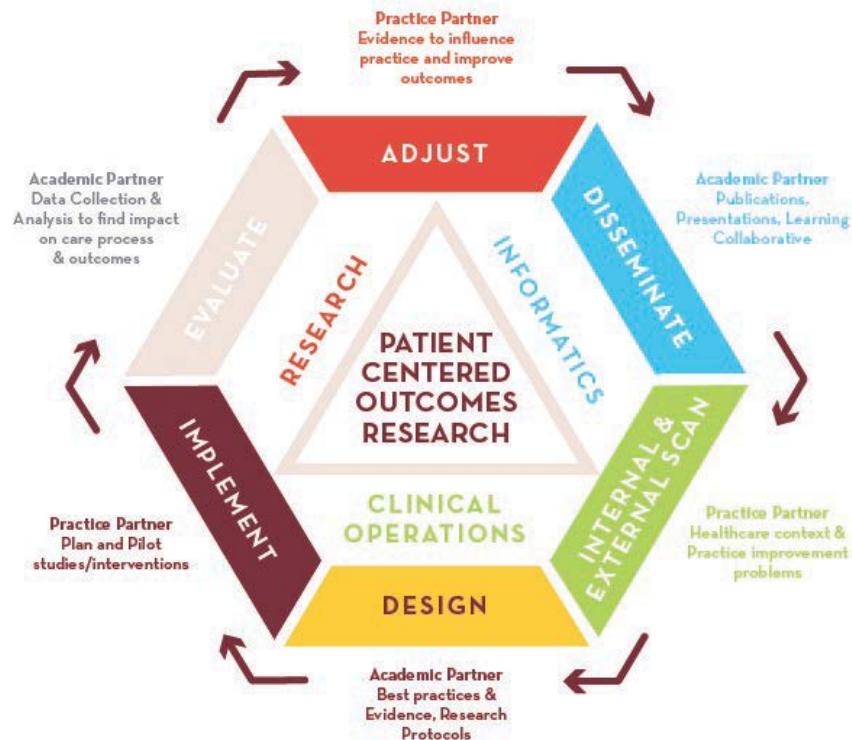 Practice Partner
Evidence to influence
practice and improve
outcomes
ADJUST
Academic Partner
Publications,
Presentations, Learning
Collaborative
DISSEMINATE
Practice Partner
Healthcare context &
Practice improvement
problems
INTERNAL &
EXTERNAL SCAN
DESIGN
Academic Partner
Best practices &
Evidence, Research
Protocols
IMPLEMENT
Practice Partner
Plan and Pilot
studies/interventions
EVALUATE
Academic Partner
Data Collection &
Analysis to find impact
on care process
& outcomes
RESEARCH
INFORMATICS
CLINICAL
OPERATIONS
PATIENT
CENTERED
OUTCOMES
RESEARCH